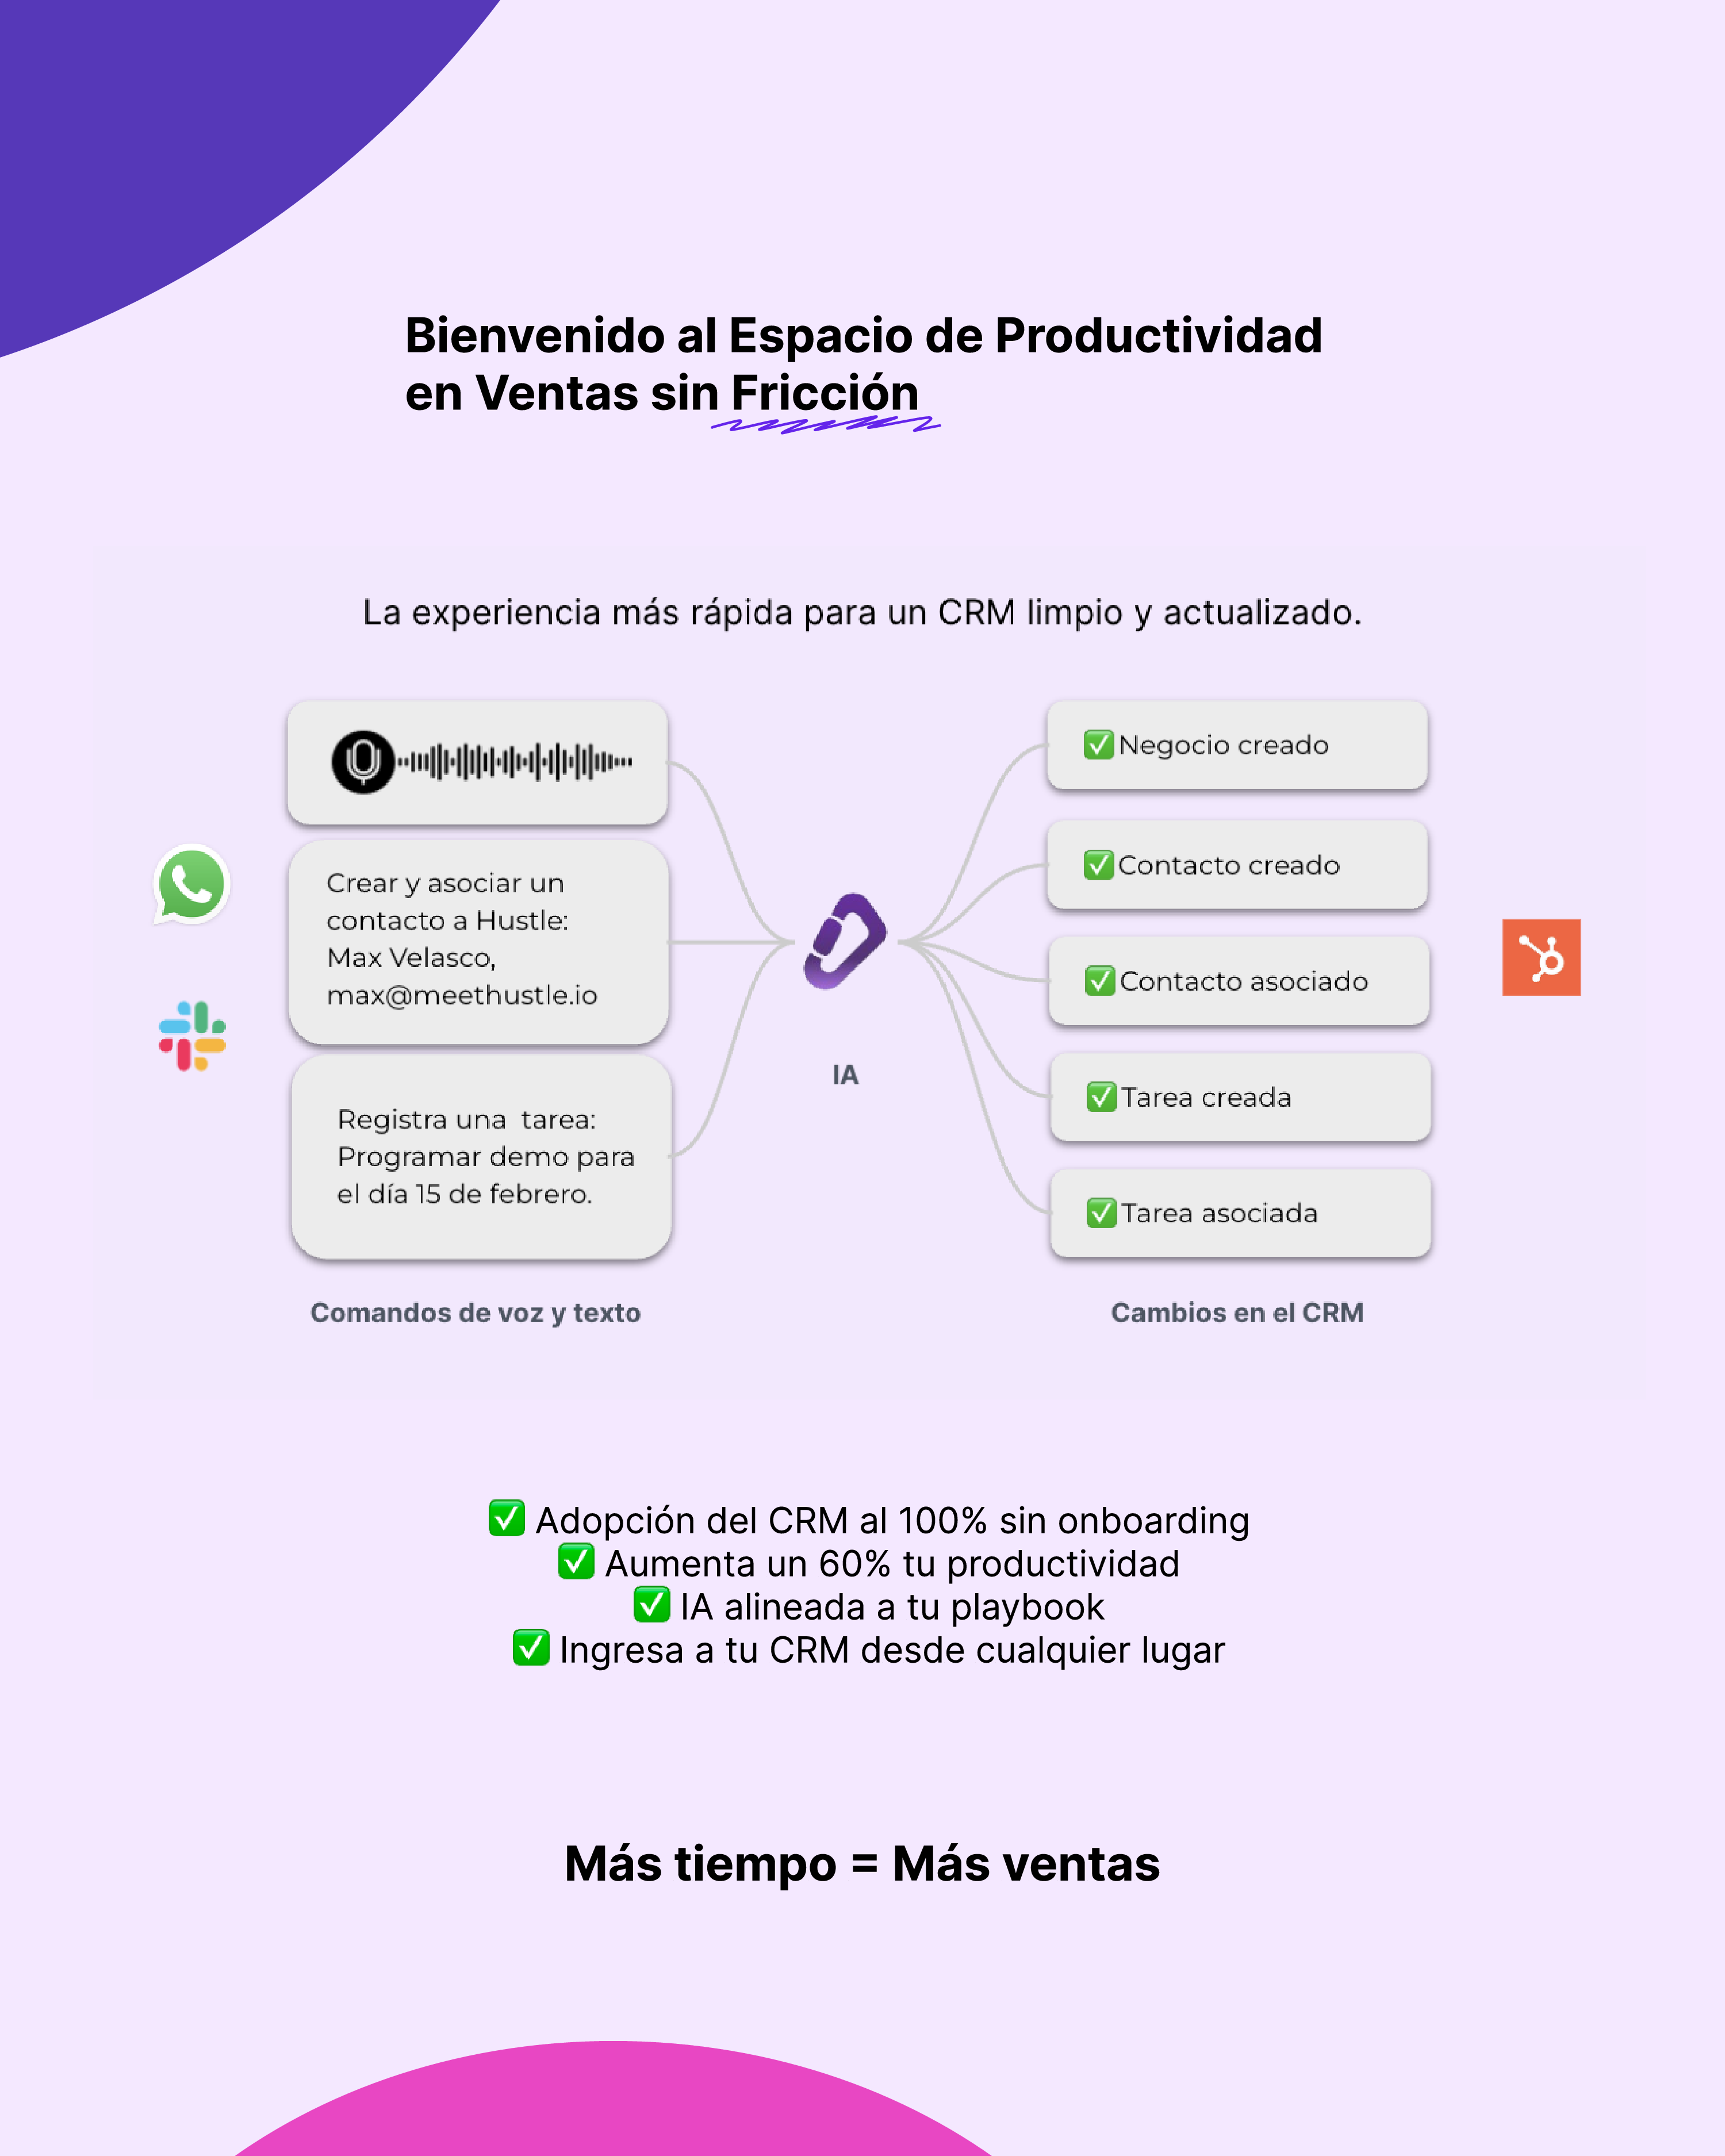 Bienvenido al Espacio de Productividad
en Ventas sin Fricción
La experiencia más rápida para un CRM limpio y actualizado.
Crear y asociar un
contacto a Hustle:
Max Velasco,
max@meethustle.io
Registra una  tarea:
Programar demo para
el día 15 de febrero.
Comandos de voz y texto
IA
✅ Negocio creado
✅ Contacto creado
✅ Contacto asociado
✅ Tarea creada
✅ Tarea asociada
Cambios en el CRM
✅ Adopción del CRM al 100% sin onboarding
✅ Aumenta un 60% tu productividad
✅ IA alineada a tu playbook
✅ Ingresa a tu CRM desde cualquier lugar
Más tiempo = Más ventas